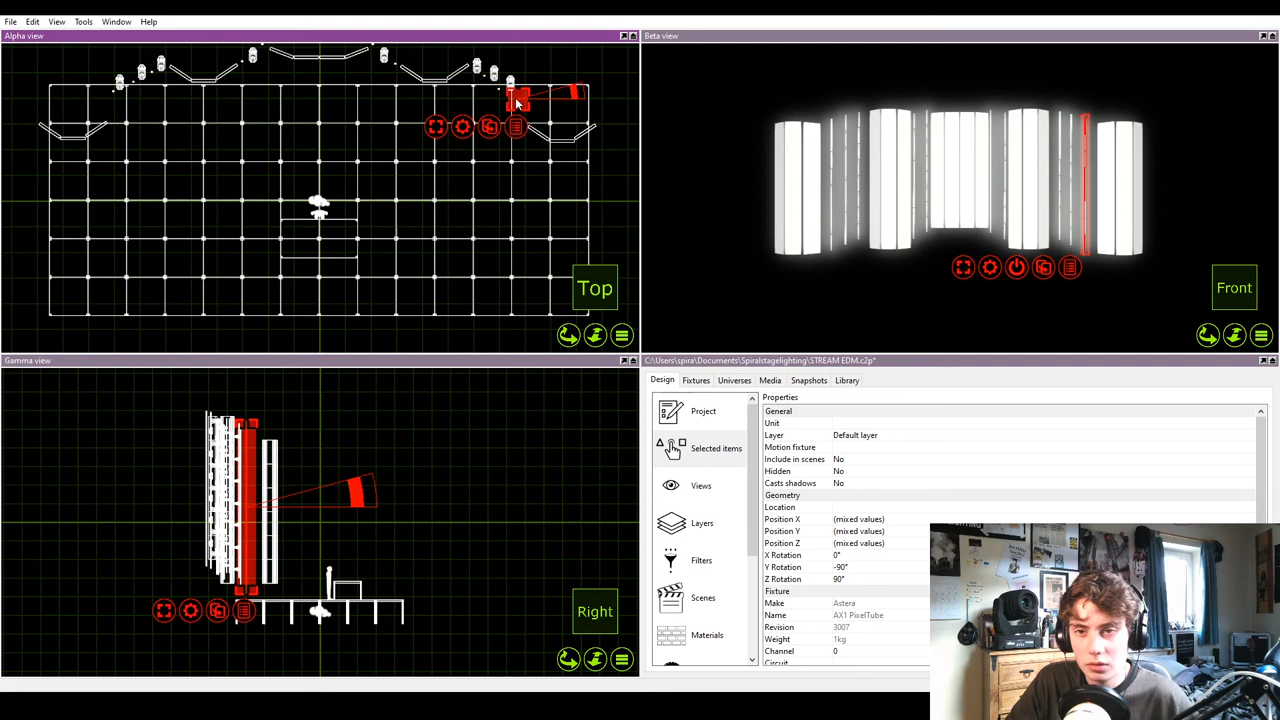 File Edit View Tools Window Help
Alpha view
Beta view
Top
Front
Gamma view
Right
C:\Users\spira\Documents\Spiralstagelighting\STREAM EDM.c2p*
Design Fixtures Universes Media Snapshots Library
Project
Selected items
Views
Layers
Filters
Scenes
Materials
Properties
General
Unit
Layer Default layer
Motion fixture
Include in scenes No
Hidden No
Casts shadows No
Geometry
Location
Position X (mixed values)
Position Y (mixed values)
Position Z (mixed values)
X Rotation 0°
Y Rotation -90°
Z Rotation 90°
Fixture
Make Astera
Name AX1 PixelTube
Revision 3007
Weight 1kg
Channel 0
Circuit